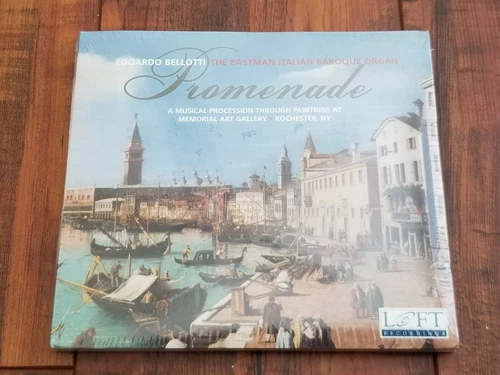 EDOARDO BELLOTTI THE EASTMAN ITALIAN BAROQUE ORGAN
Promenade
A MUSICAL PROCESSION THROUGH PAINTINGS AT
MEMORIAL ART GALLERY • ROCHESTER, NY
LOFT
RECORDINGS